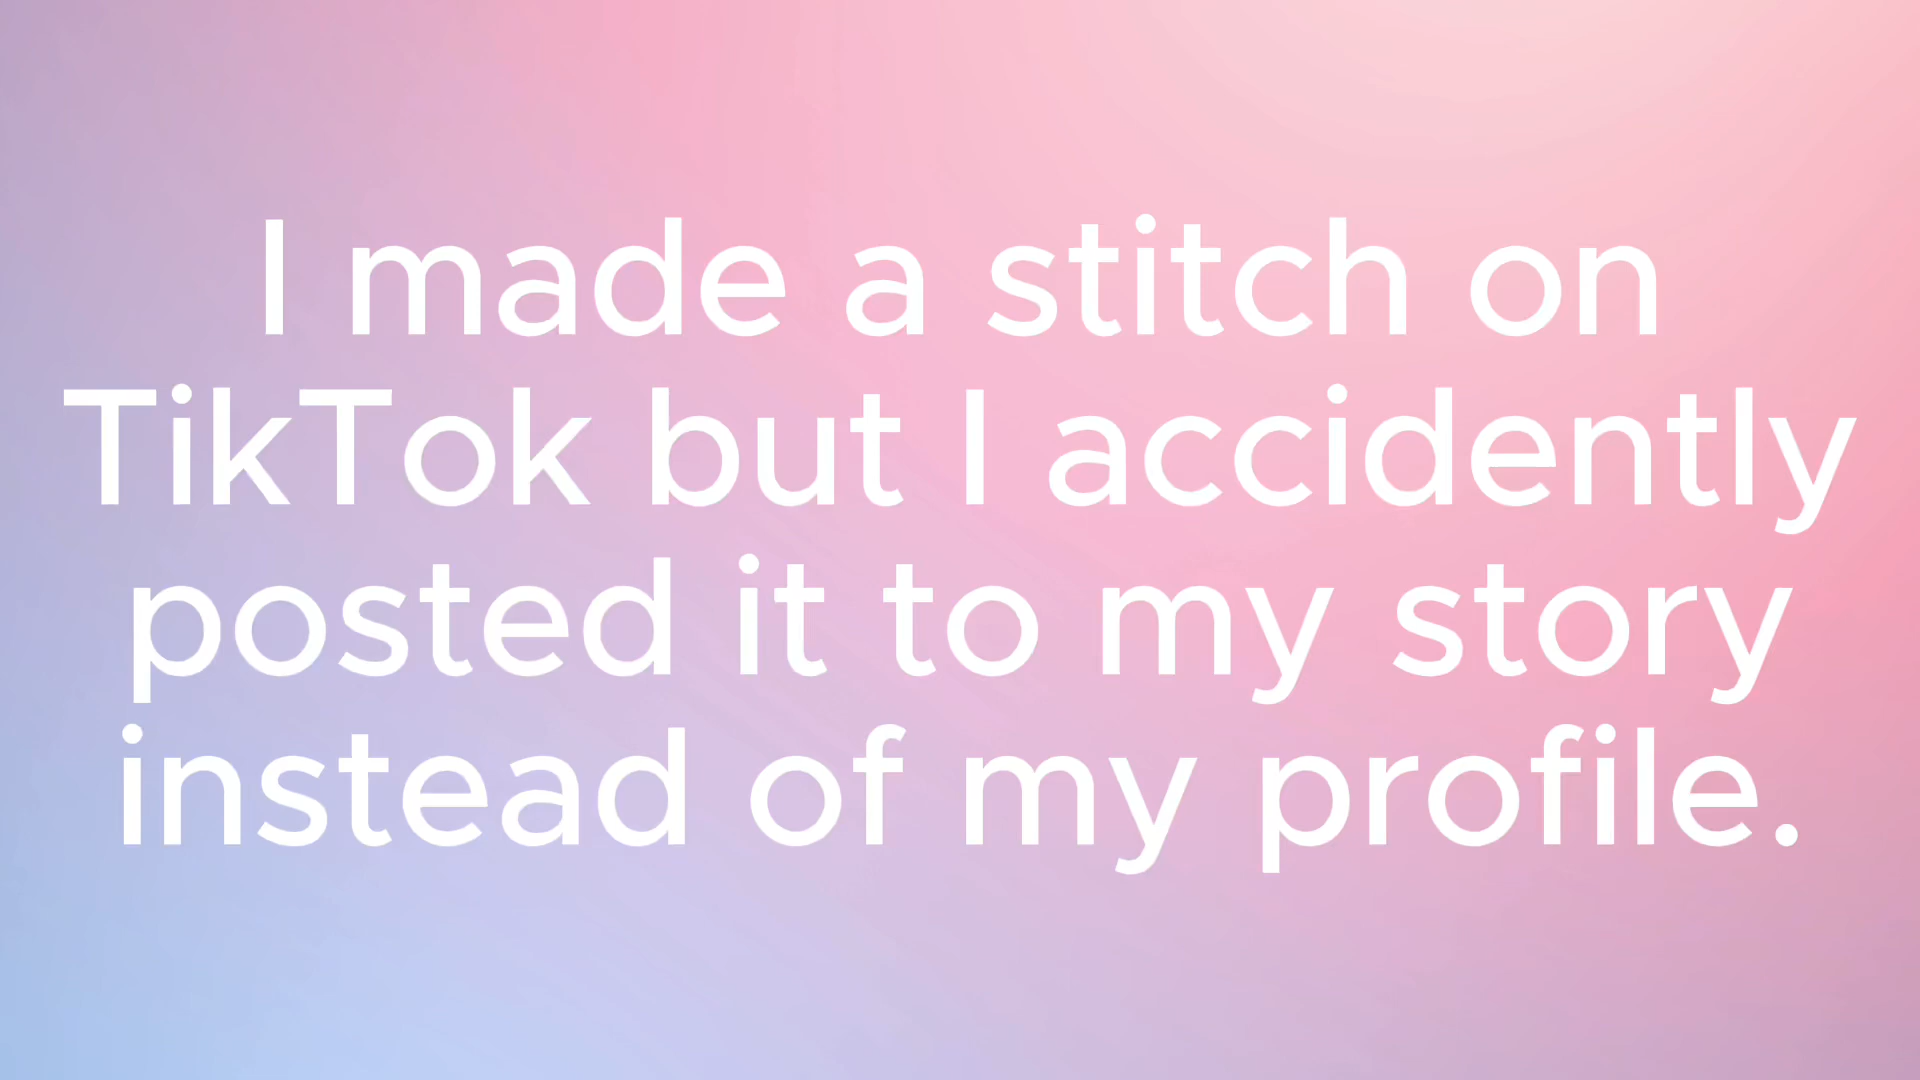 I made a stitch on
TikTok but I accidently
posted it to my story
instead of my profile.